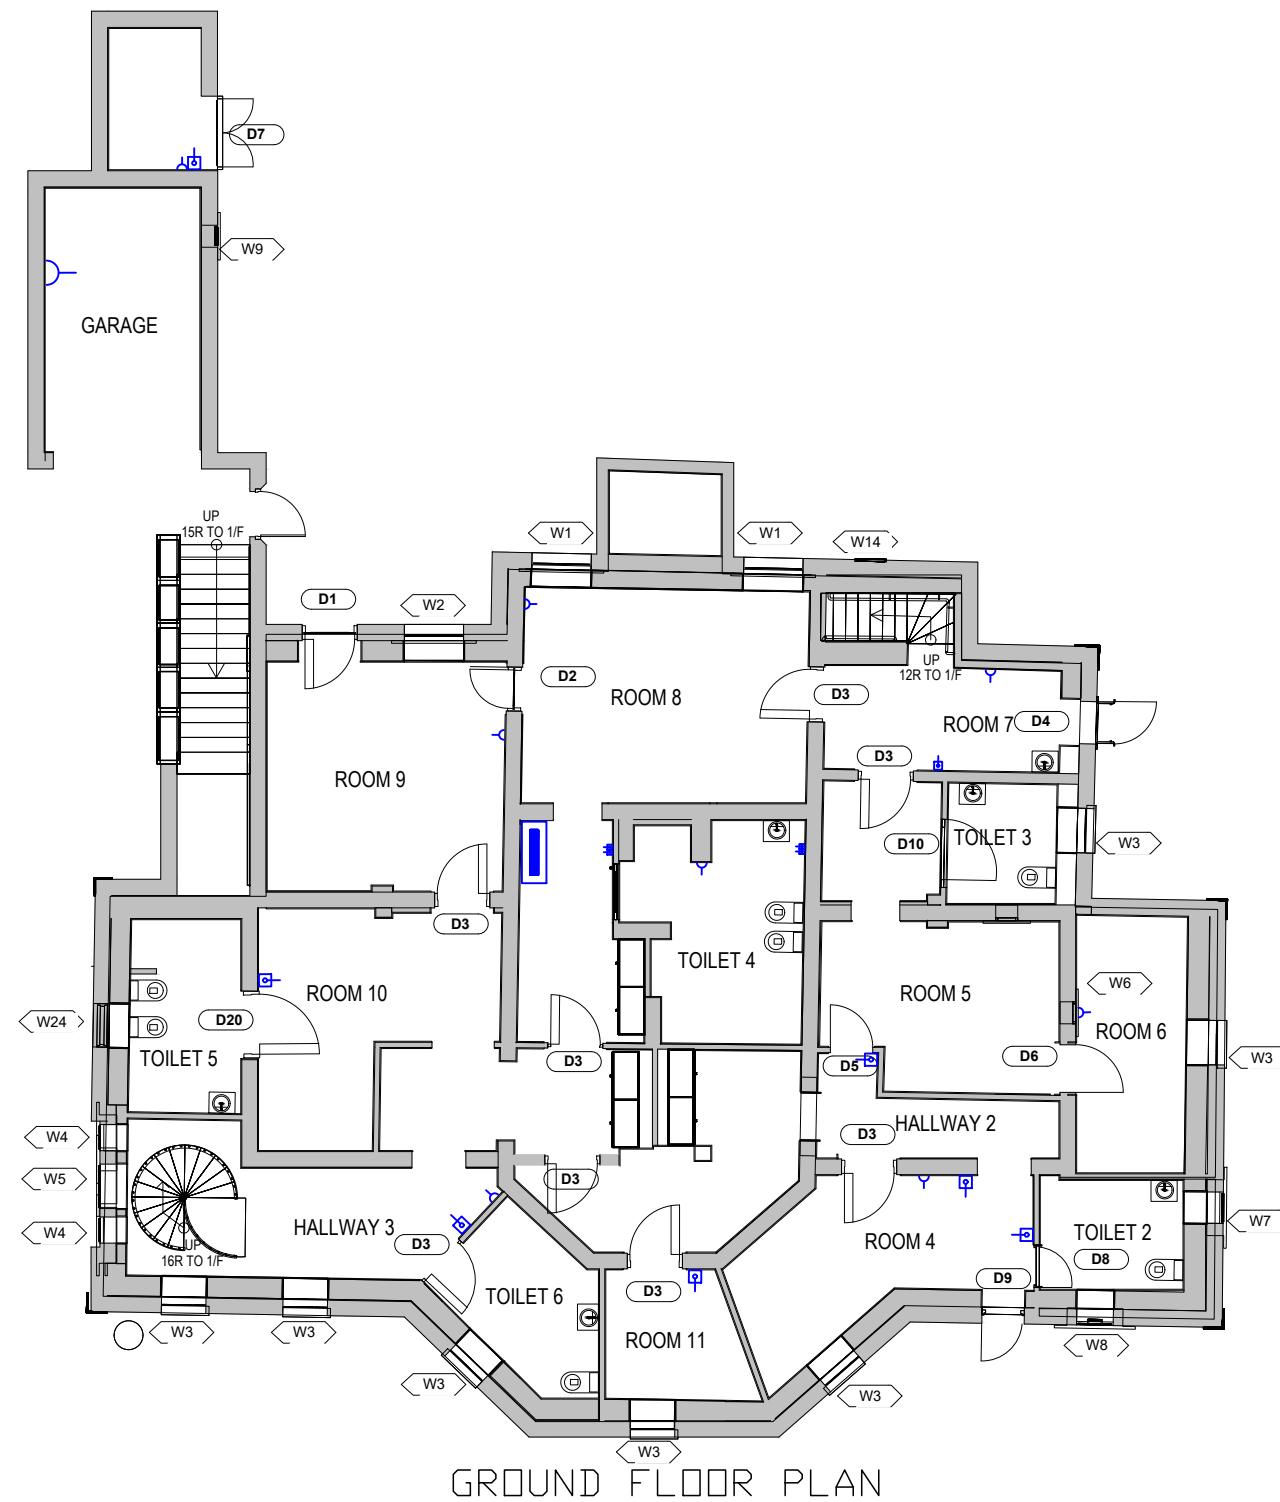 D7
W9
GARAGE
UP
15R TO 1/F
W1
W1
W14
D1
W2
D2
ROOM 8
D3
UP
12R TO 1/F
ROOM 7
D4
D3
ROOM 9
D10
TOILET 3
W3
D3
TOILET 4
ROOM 10
ROOM 5
W6
ROOM 6
W24
D20
TOILET 5
D3
D5
D6
W3
W4
HALLWAY 2
D3
W5
D3
W4
HALLWAY 3
D3
UP
16R TO 1/F
ROOM 4
TOILET 2
W7
D8
D9
D3
TOILET 6
ROOM 11
W3
W3
W8
W3
W3
W3
GROUND FLOOR PLAN